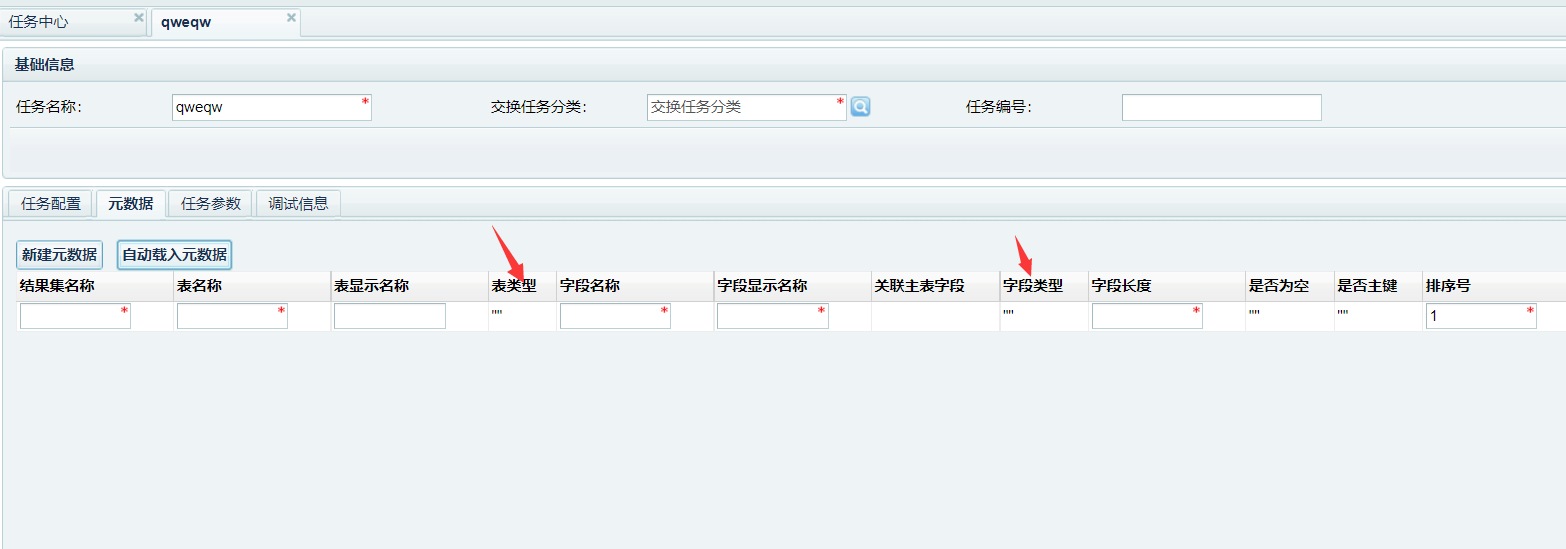 任务中心 qweqw
基础信息
任务名称: qweqw * 交换任务分类: 交换任务分类 * 任务编号:
任务配置 元数据 任务参数 调试信息
新建元数据 自动载入元数据
结果集名称 表名称 表显示名称 表类型 字段名称 字段显示名称 关联主表字段 字段类型 字段长度 是否为空 是否主键 排序号
* * "" * * "" * "" "" 1 *